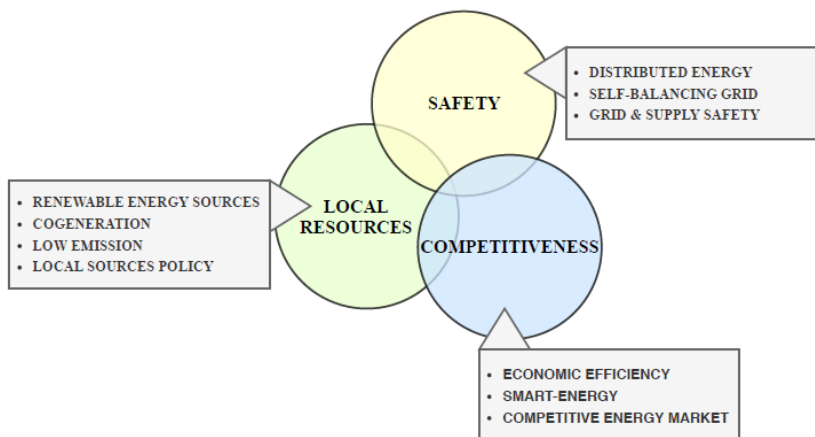 SAFETY
• DISTRIBUTED ENERGY
• SELF-BALANCING GRID
• GRID & SUPPLY SAFETY
• RENEWABLE ENERGY SOURCES
• COGENERATION
• LOW EMISSION
• LOCAL SOURCES POLICY
LOCAL
RESOURCES
COMPETITIVENESS
• ECONOMIC EFFICIENCY
• SMART-ENERGY
• COMPETITIVE ENERGY MARKET